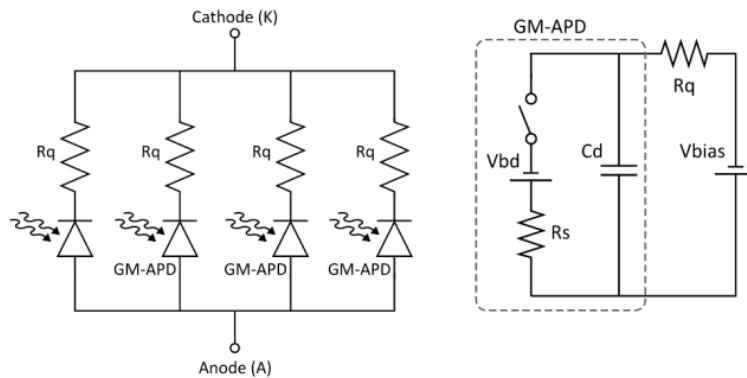 Cathode (K)
Rq
Rq
Rq
Rq
GM-APD
GM-APD
GM-APD
Anode (A)
GM-APD
Rq
Vbd
Cd
Vbias
Rs